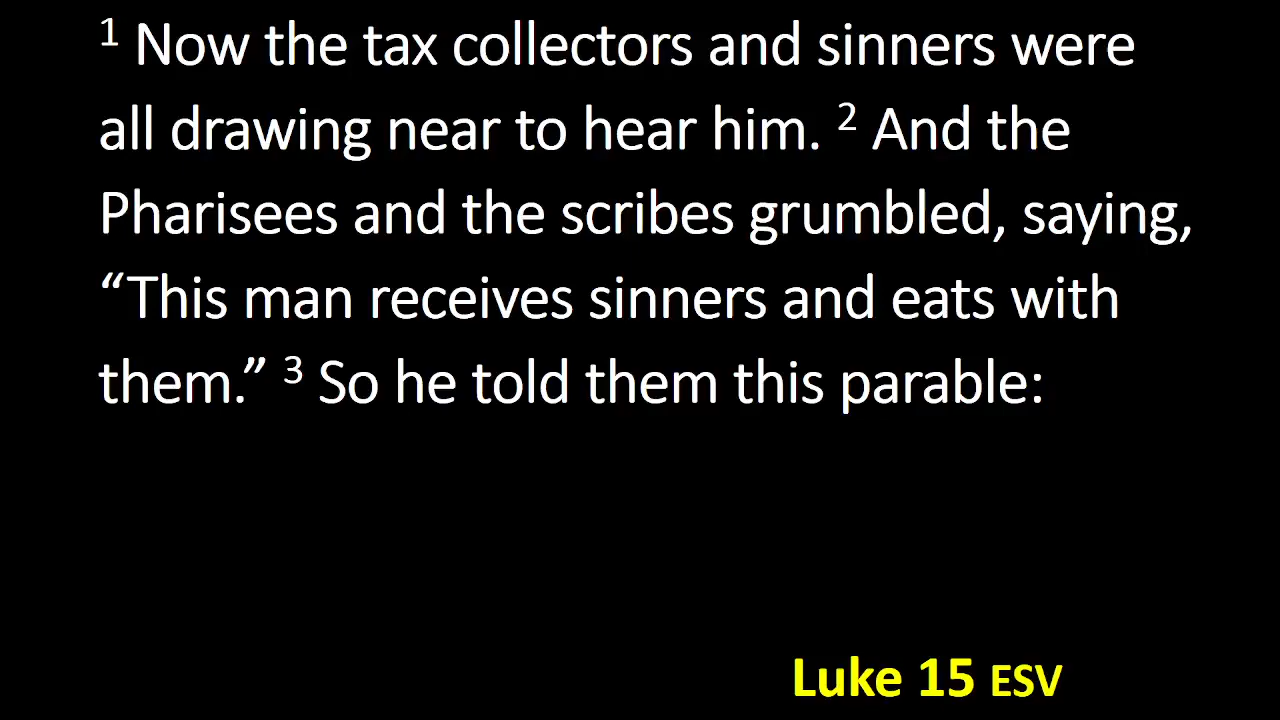 ¹ Now the tax collectors and sinners were
all drawing near to hear him. ² And the
Pharisees and the scribes grumbled, saying,
“This man receives sinners and eats with
them.” ³ So he told them this parable:
Luke 15 ESV